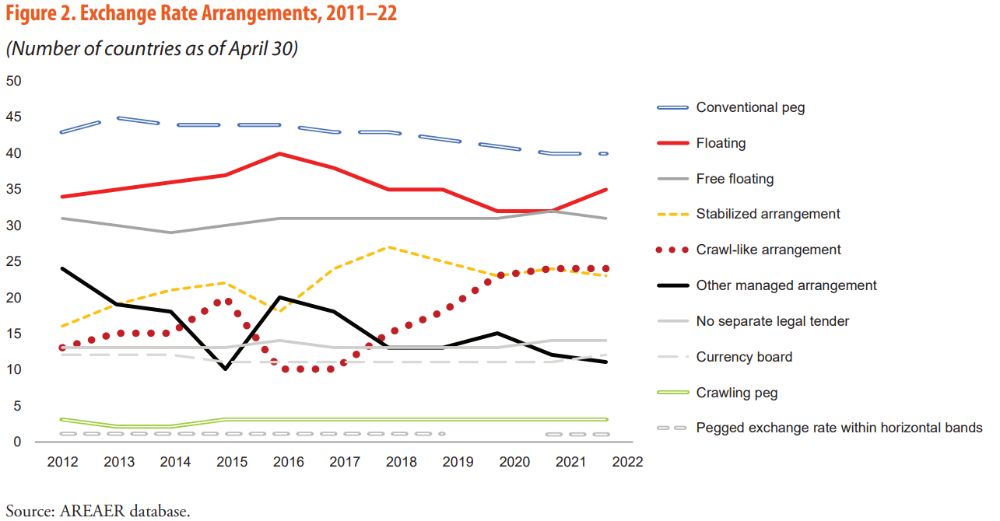 Figure 2. Exchange Rate Arrangements, 2011–22
(Number of countries as of April 30)
50
45
40
35
30
25
20
15
10
5
0
2012 2013 2014 2015 2016 2017 2018 2019 2020 2021 2022
Conventional peg
Floating
Free floating
Stabilized arrangement
Crawl-like arrangement
Other managed arrangement
No separate legal tender
Currency board
Crawling peg
Pegged exchange rate within horizontal bands
Source: AREAER database.